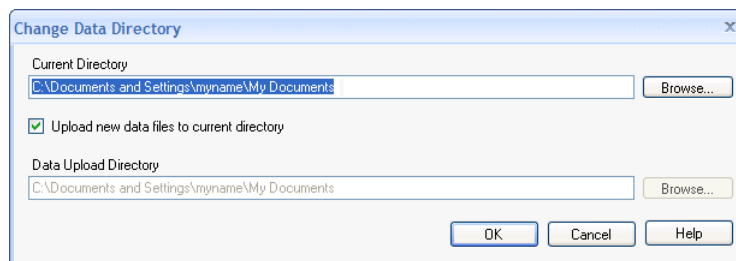 Change Data Directory
x
Current Directory
C:\Documents and Settings\myname\My Documents
Browse...
Upload new data files to current directory
Data Upload Directory
C:\Documents and Settings\myname\My Documents
Browse...
OK Cancel Help